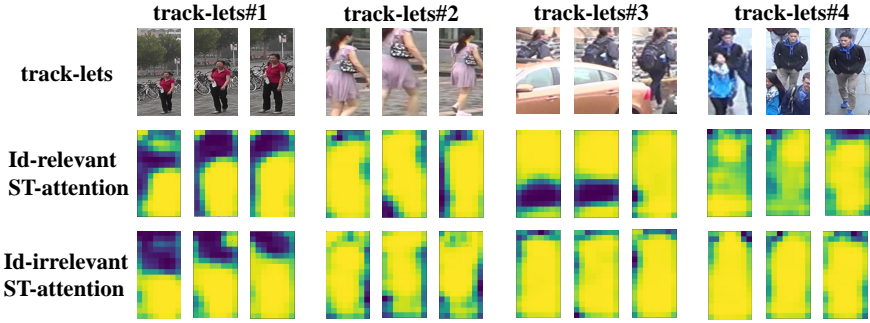 track-lets#1 track-lets#2 track-lets#3 track-lets#4
track-lets
Id-relevant
ST-attention
Id-irrelevant
ST-attention